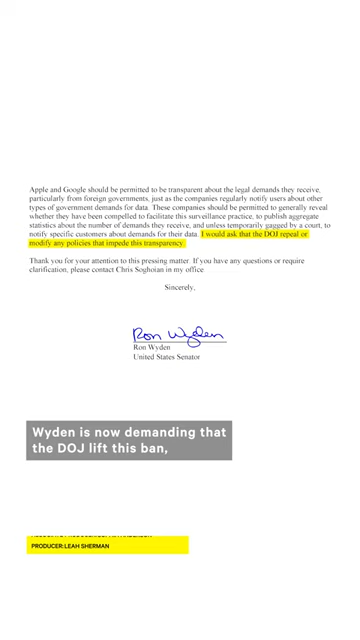 Apple and Google should be permitted to be transparent about the legal demands they receive,
particularly from foreign governments, just as the companies regularly notify users about other
types of government demands for data. These companies should be permitted to generally reveal
whether they have been compelled to facilitate this surveillance practice, to publish aggregate
statistics about the number of demands they receive, and unless temporarily gagged by a court, to
notify specific customers about demands for their data. I would ask that the DOJ repeal or
modify any policies that impede this transparency.
Thank you for your attention to this pressing matter. If you have any questions or require
clarification, please contact Chris Soghoian in my office.
Sincerely,
Ron Wyden
Ron Wyden
United States Senator
Wyden is now demanding that
the DOJ lift this ban,
PRODUCER:LEAH SHERMAN